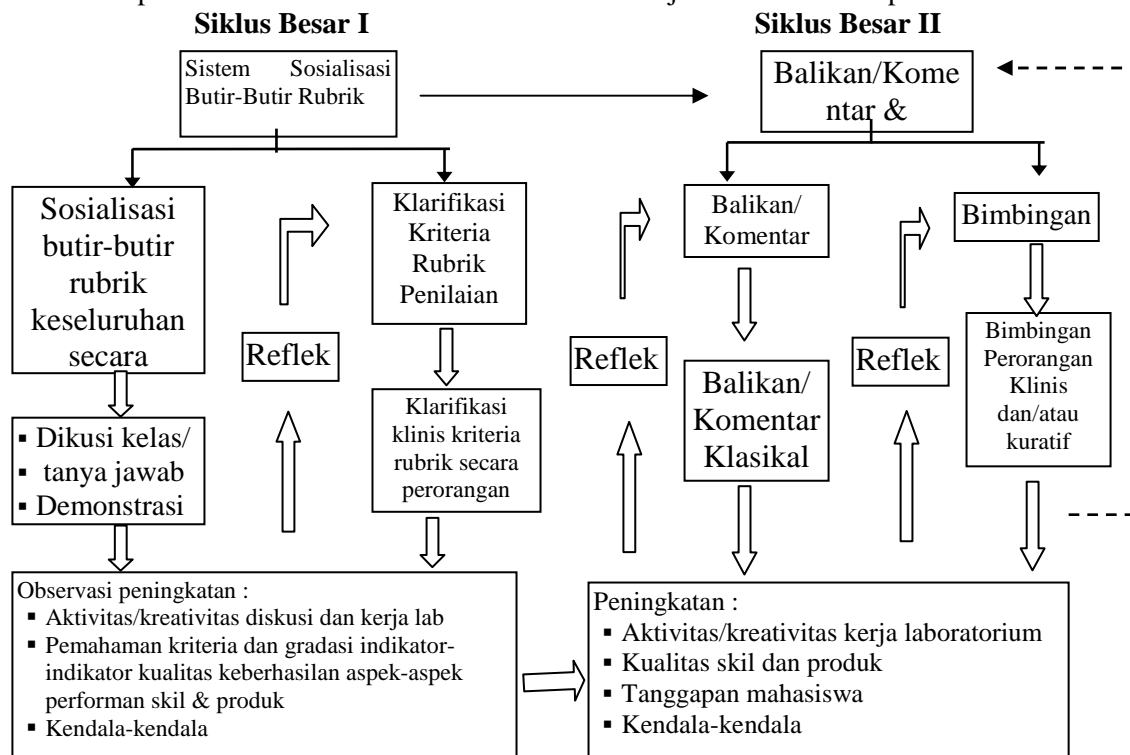 Siklus Besar I
Siklus Besar II
Sistem Sosialisasi
Butir-Butir Rubrik
Balikan/Kome
ntar &
Sosialisasi
butir-butir
rubrik
keseluruhan
secara
Reflek
Klarifikasi
Kriteria
Rubrik
Penilaian
Balikan/
Komentar
Reflek
Bimbingan
▪ Dikusi kelas/
▪ tanya jawab
▪ Demonstrasi
Klarifikasi
klinis kriteria
rubrik secara
perorangan
Balikan/
Komentar
Klasikal
Reflek
Bimbingan
Perorangan
Klinis
dan/atau
kuratif
Observasi peningkatan :
▪ Aktivitas/kreativitas diskusi dan kerja lab
▪ Pemahaman kriteria dan gradasi indikator-
indikator kualitas keberhasilan aspek-aspek
performan skil & produk
▪ Kendala-kendala
Peningkatan :
▪ Aktivitas/kreativitas kerja laboratorium
▪ Kualitas skil dan produk
▪ Tanggapan mahasiswa
▪ Kendala-kendala